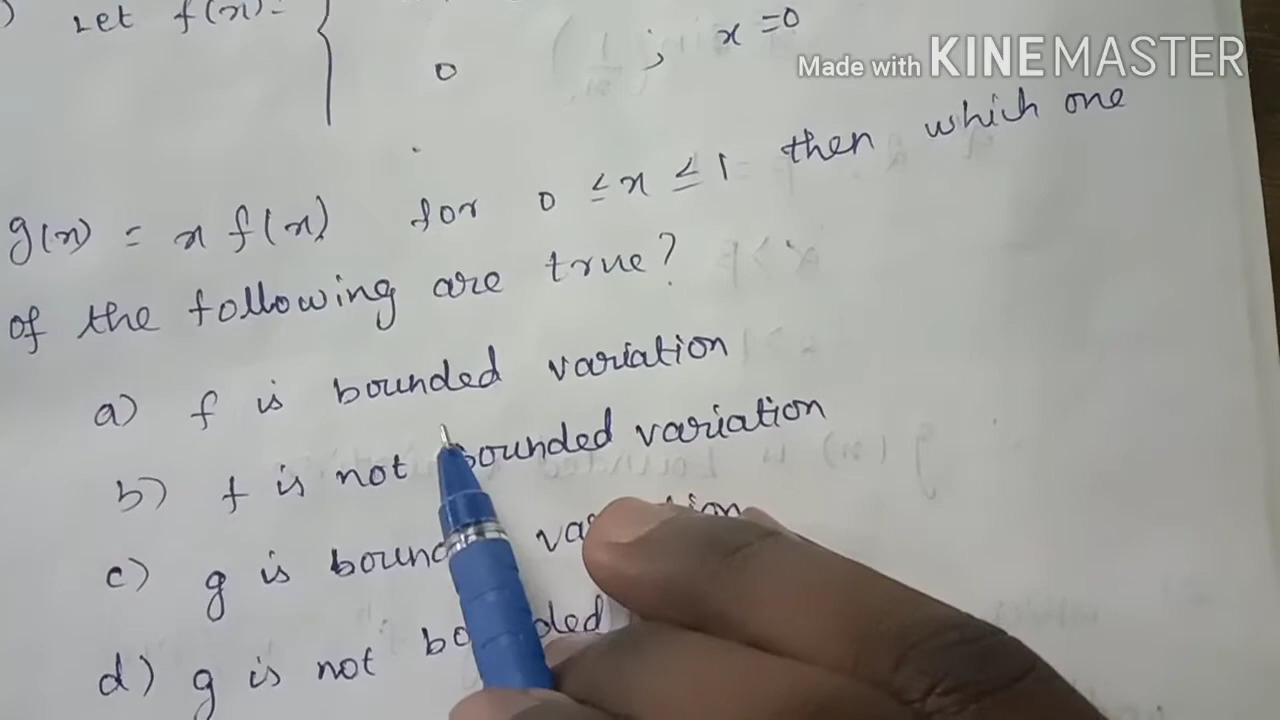 ) Let f(x)=
0 ; x=0
Made with KINEMASTER
g(x) = x f(x) for 0 ≤ x ≤ 1 then which one
of the following are true?
a) f is bounded variation
b) f is not bounded variation
c) g is
d) g is not